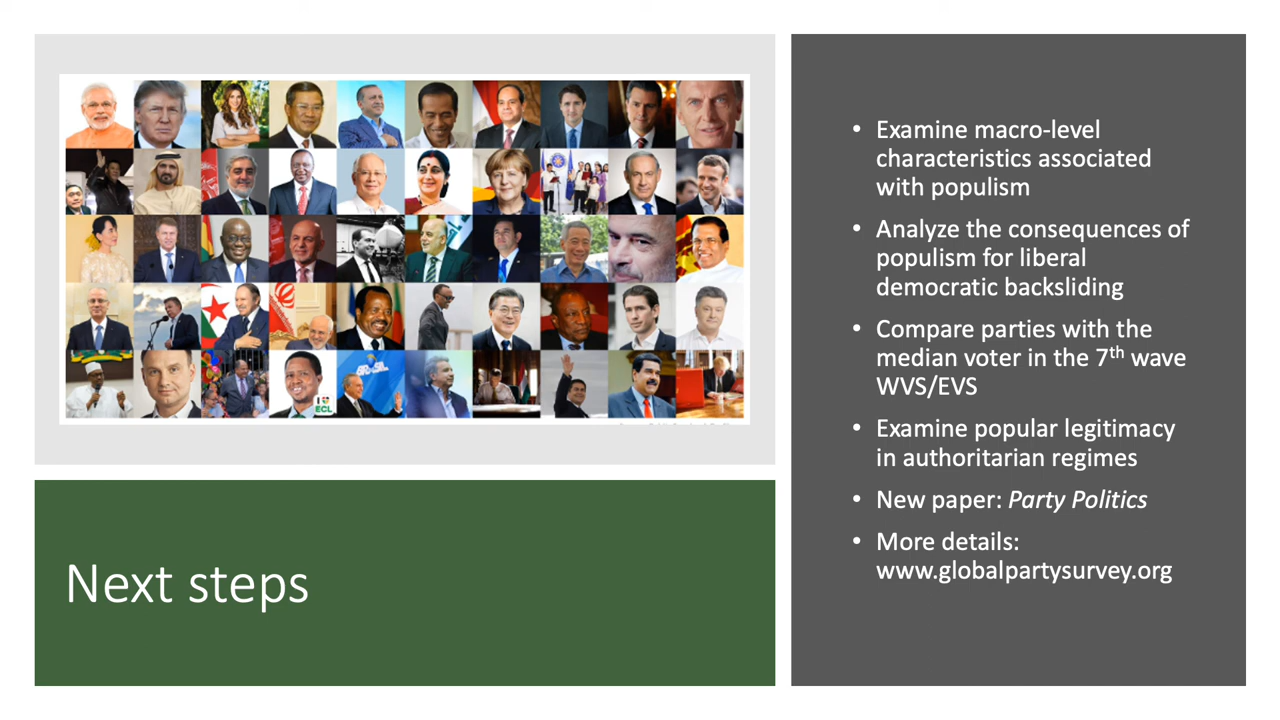 I
ECL
Next steps
• Examine macro-level
characteristics associated
with populism
• Analyze the consequences of
populism for liberal
democratic backsliding
• Compare parties with the
median voter in the 7th wave
WVS/EVS
• Examine popular legitimacy
in authoritarian regimes
• New paper: Party Politics
• More details:
www.globalpartysurvey.org